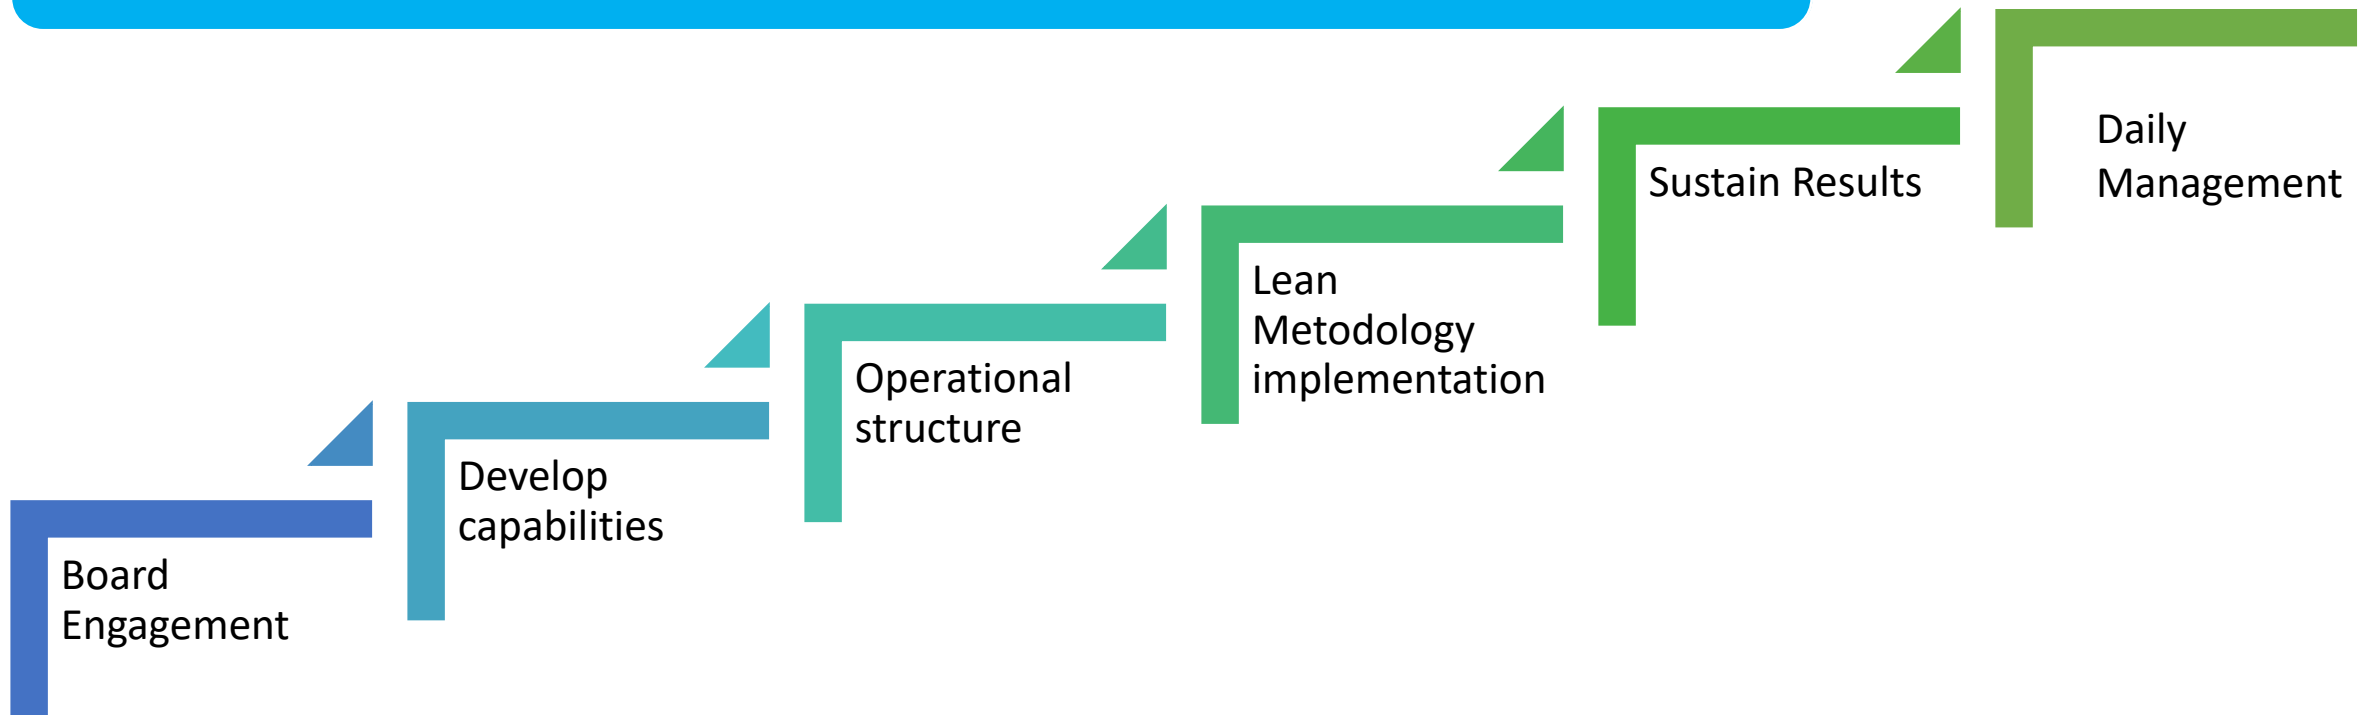 Board
Engagement
Develop
capabilities
Operational
structure
Lean
Metodology
implementation
Sustain Results
Daily
Management